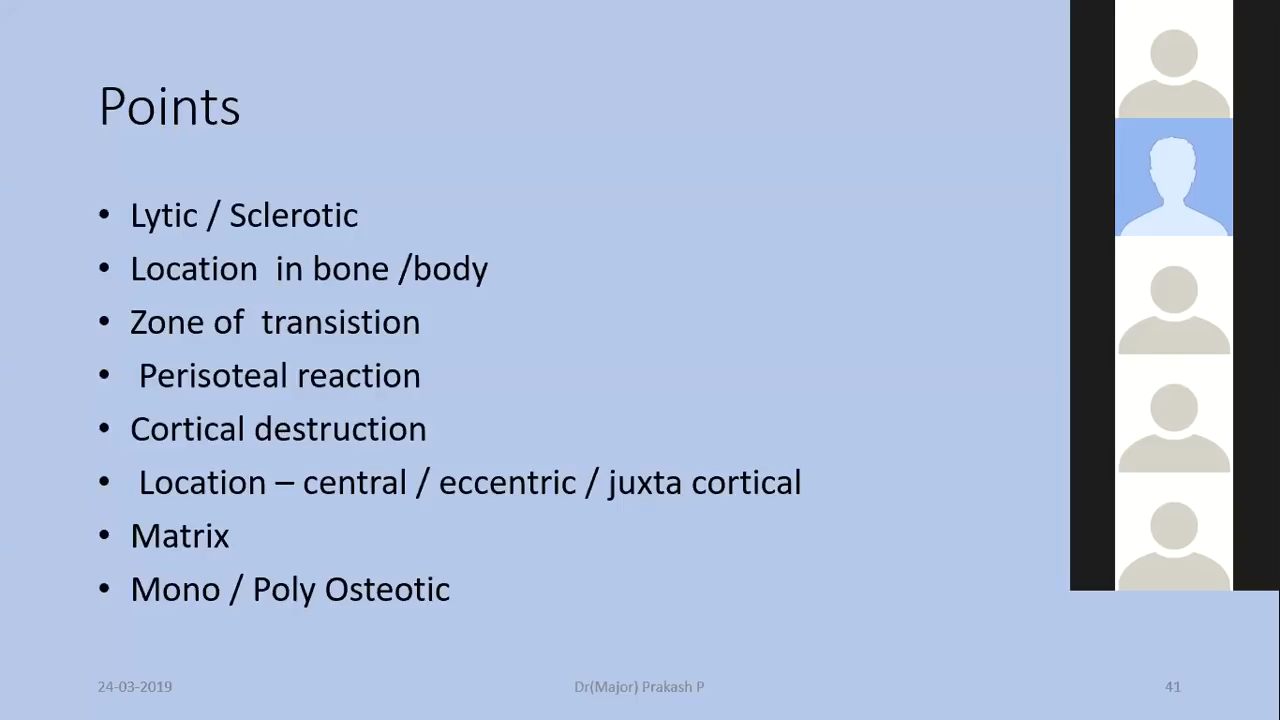 Points
• Lytic / Sclerotic
• Location  in bone /body
• Zone of  transistion
•  Perisoteal reaction
• Cortical destruction
•  Location – central / eccentric / juxta cortical
• Matrix
• Mono / Poly Osteotic
24-03-2019
Dr(Major) Prakash P
41